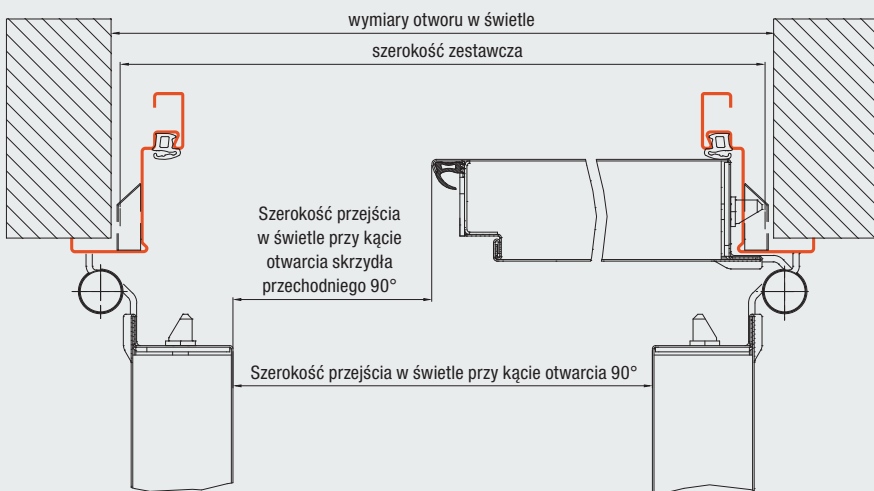 wymiary otworu w świetle
szerokość zestawcza
Szerokość przejścia
w świetle przy kącie
otwarcia skrzydła
przechodniego 90°
Szerokość przejścia w świetle przy kącie otwarcia 90°